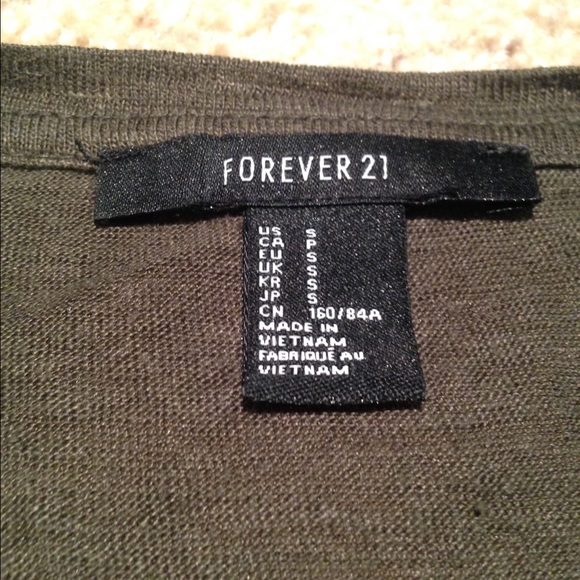 FOREVER 21
US S
CA P
EU S
UK S
KR S
JP S
CN 160/84A
MADE IN
VIETNAM
FABRIQUÉ AU
VIETNAM